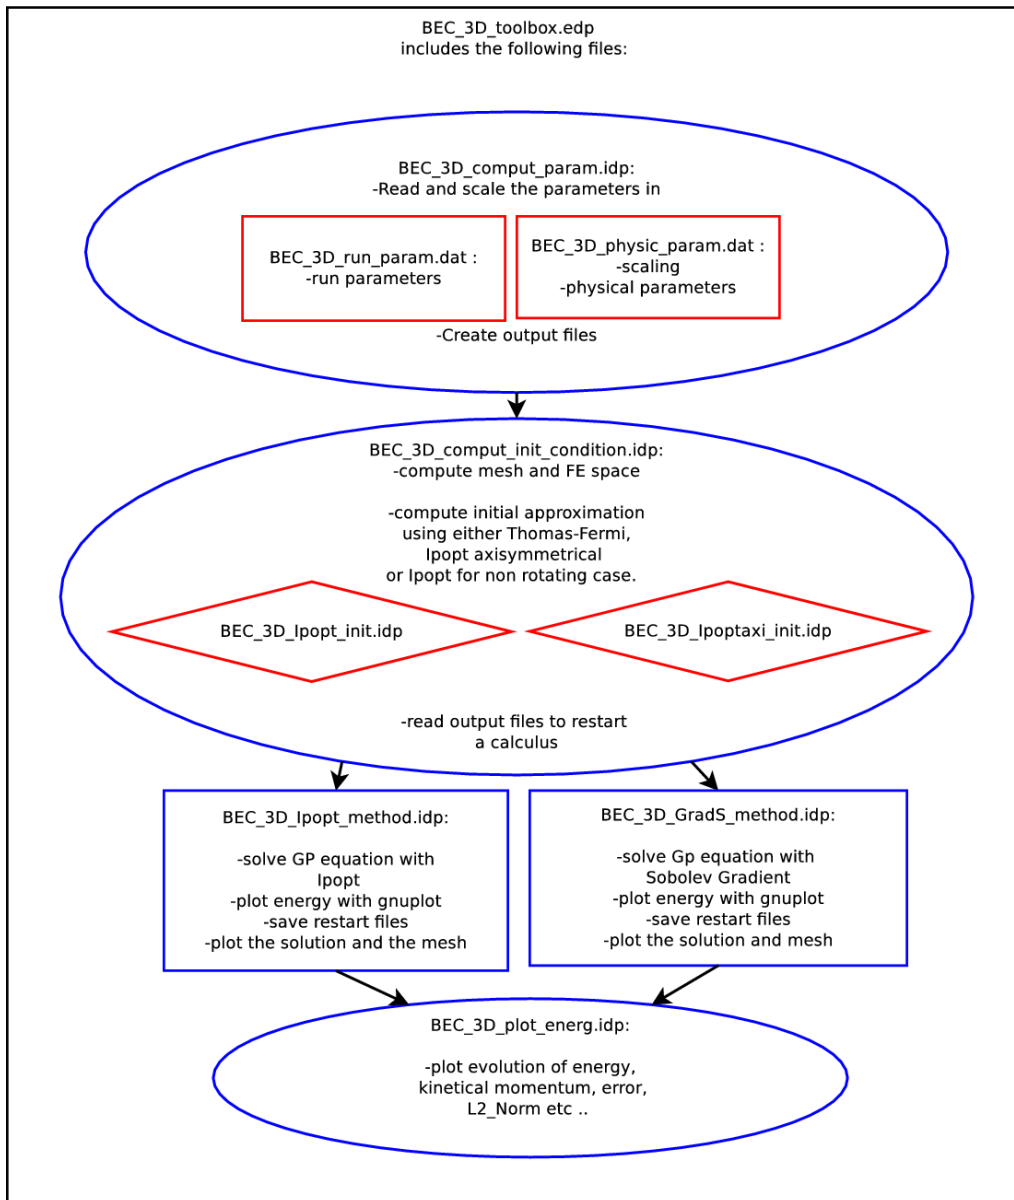 BEC_3D_toolbox.edp
includes the following files:
BEC_3D_comput_param.idp:
-Read and scale the parameters in
BEC_3D_run_param.dat :
-run parameters
BEC_3D_physic_param.dat :
-scaling
-physical parameters
-Create output files
BEC_3D_comput_init_condition.idp:
-compute mesh and FE space
-compute initial approximation
using either Thomas-Fermi,
Ipopt axisymmetrical
or Ipopt for non rotating case.
BEC_3D_Ipopt_init.idp
BEC_3D_Ipoptaxi_init.idp
-read output files to restart
a calculus
BEC_3D_Ipopt_method.idp:
-solve GP equation with
Ipopt
-plot energy with gnuplot
-save restart files
-plot the solution and the mesh
BEC_3D_GradS_method.idp:
-solve Gp equation with
Sobolev Gradient
-plot energy with gnuplot
-save restart files
-plot the solution and mesh
BEC_3D_plot_energ.idp:
-plot evolution of energy,
kinetical momentum, error,
L2_Norm etc ..